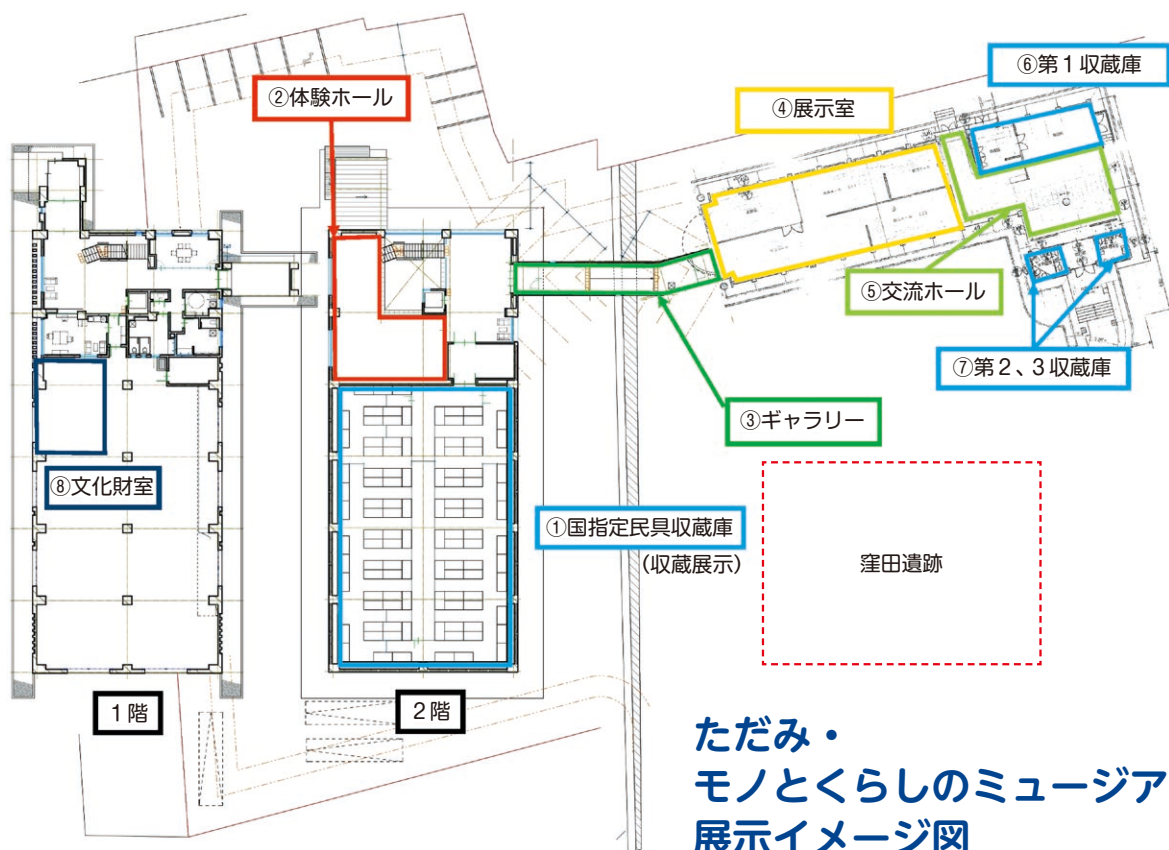 ⑥第1収蔵庫
②体験ホール
④展示室
⑤交流ホール
⑦第2、3収蔵庫
③ギャラリー
⑧文化財室
①国指定民具収蔵庫
(収蔵展示)
窪田遺跡
1階
2階
ただみ・
モノとくらしのミュージア
展示イメージ図